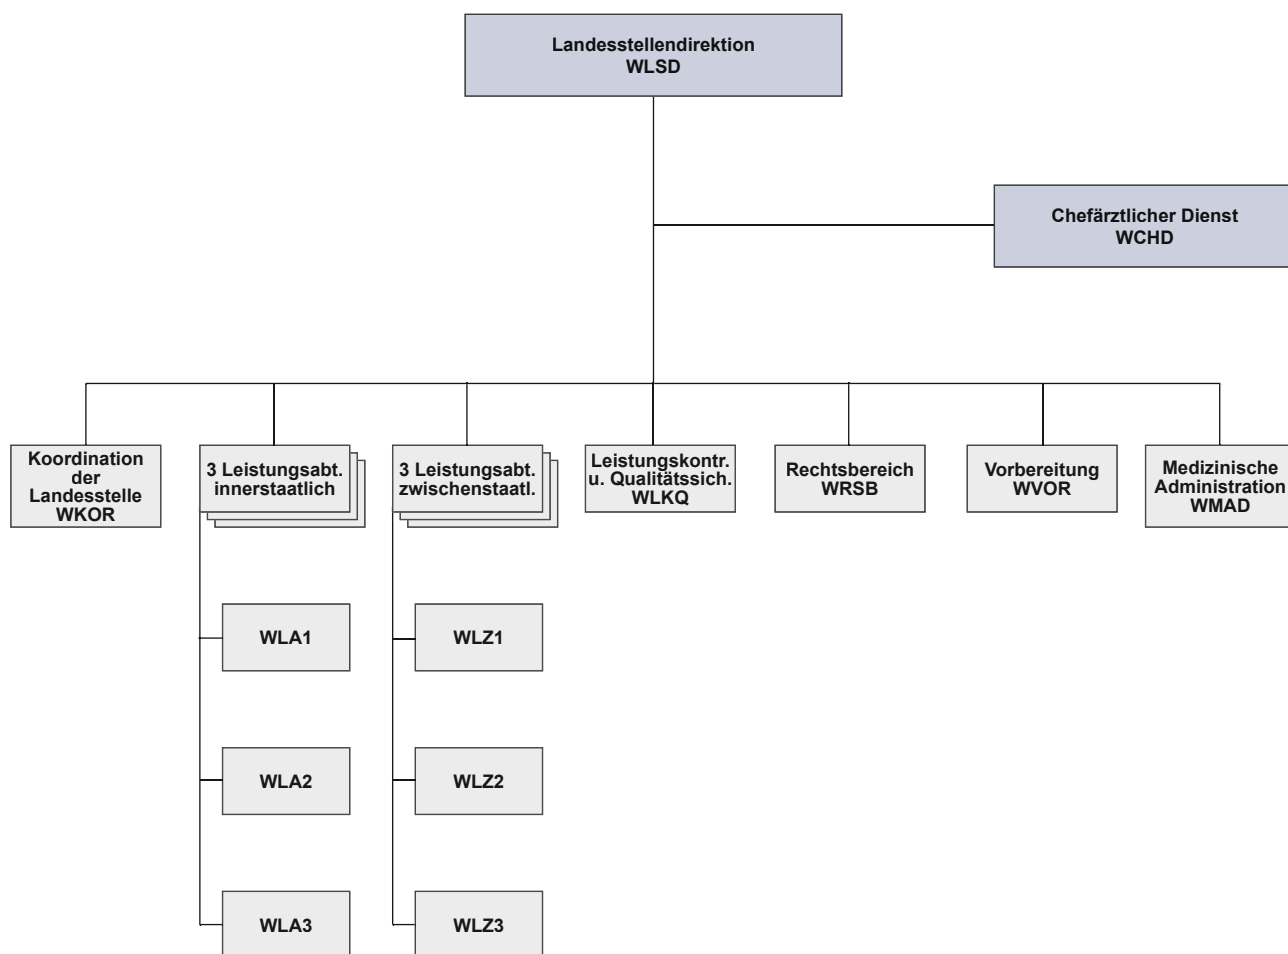 Landesstellendirektion
WLSD
Chefärztlicher Dienst
WCHD
Koordination
der
Landesstelle
WKOR
3 Leistungsabt.
innerstaatlich
3 Leistungsabt.
zwischenstaatl.
Leistungskontr.
u. Qualitätssich.
WLKQ
Rechtsbereich
WRSB
Vorbereitung
WVOR
Medizinische
Administration
WMAD
WLA1
WLZ1
WLA2
WLZ2
WLA3
WLZ3